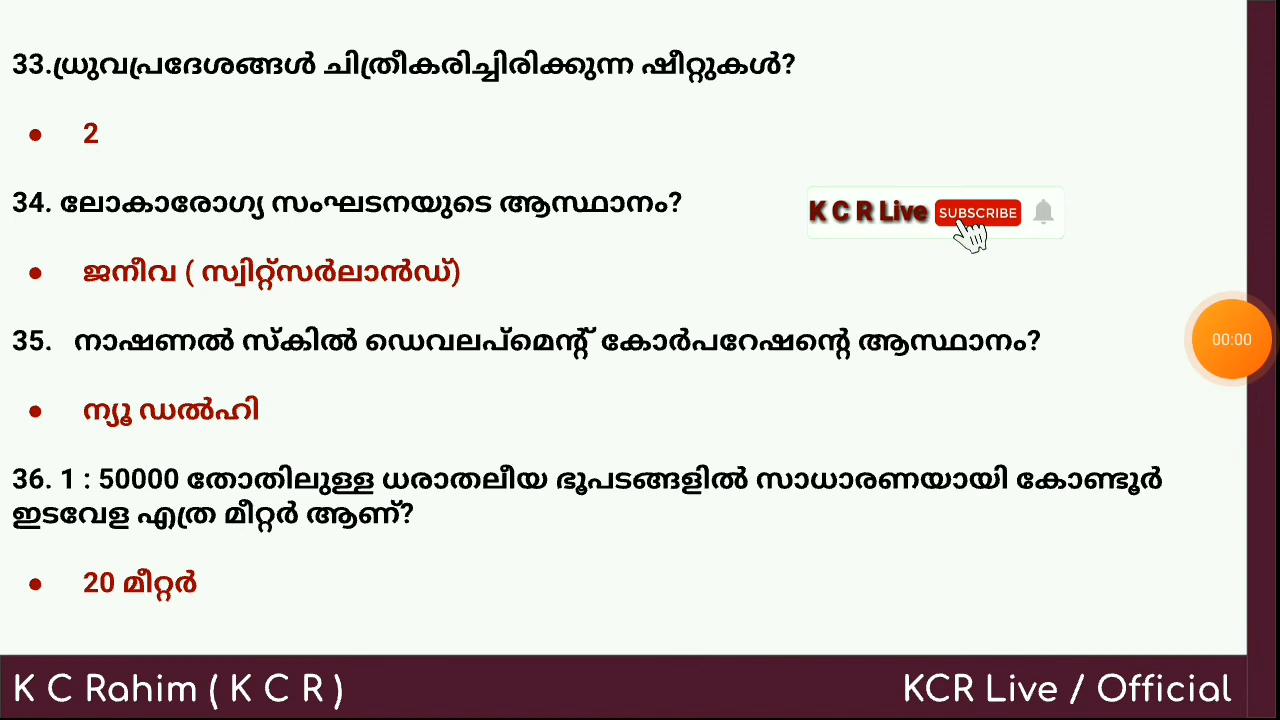 33.ധ്രുവപ്രദേശങ്ങൾ ചിത്രീകരിച്ചിരിക്കുന്ന ഷീറ്റുകൾ?
● 2
34. ലോകാരോഗ്യ സംഘടനയുടെ ആസ്ഥാനം?
K C R Live SUBSCRIBE
● ജനീവ ( സ്വിറ്റ്സർലാൻഡ്)
35. നാഷണൽ സ്കിൽ ഡെവലപ്മെന്റ് കോർപറേഷന്റെ ആസ്ഥാനം?
00:00
● ന്യൂ ഡൽഹി
36. 1 : 50000 തോതിലുള്ള ധരാതലീയ ഭൂപടങ്ങളിൽ സാധാരണയായി കോണ്ടൂർ
ഇടവേള എത്ര മീറ്റർ ആണ്?
● 20 മീറ്റർ
K C Rahim ( K C R )
KCR Live / Official